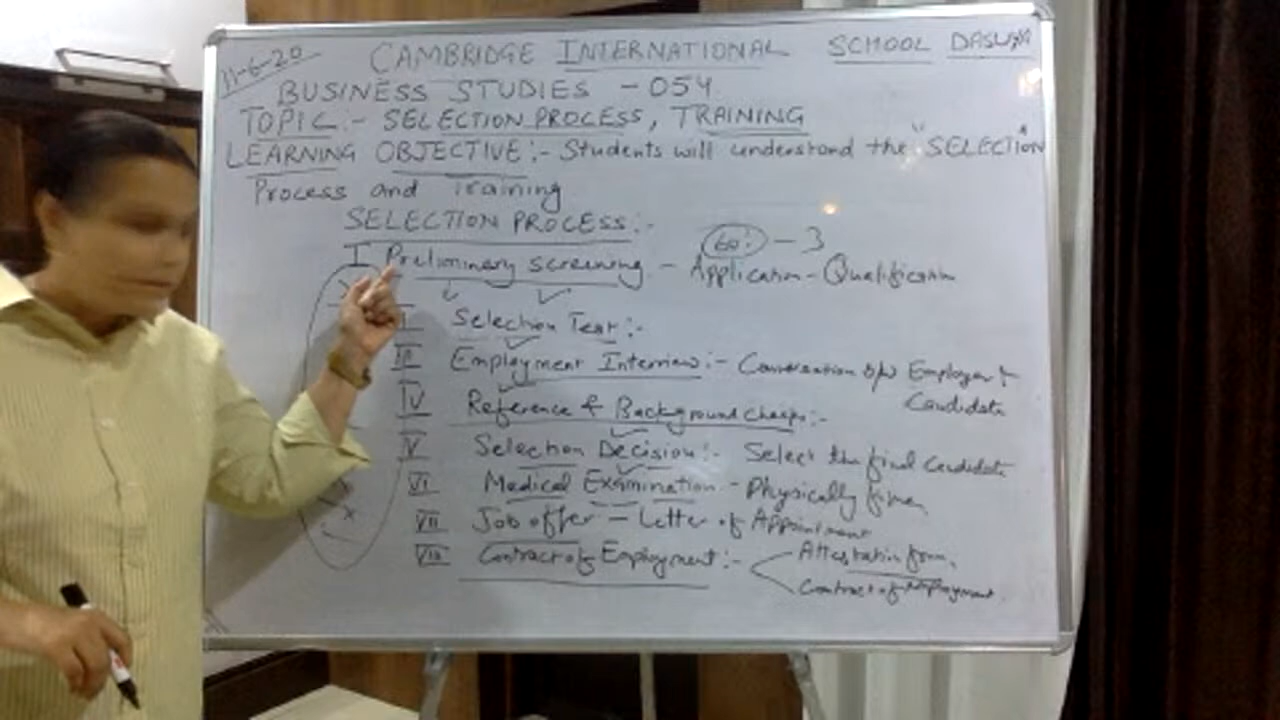 11-6-20
CAMBRIDGE INTERNATIONAL SCHOOL DASUYA
BUSINESS STUDIES - 054
TOPIC:- SELECTION PROCESS, TRAINING
LEARNING OBJECTIVE:- Students will understand the "SELECTION"
Process and Training
SELECTION PROCESS:-
60 - 3
I Preliminary Screening - Application - Qualification
Selection Test:-
III Employment Interview:- Conversation b/w Employer &
Candidate
IV Reference & Background checks:-
V Selection Decision:- Select the final Candidate
VI Medical Examination - Physically
VII Job offer - Letter of Appointment
VIII Contract of Employment:- Attestation form
Contract of Employment